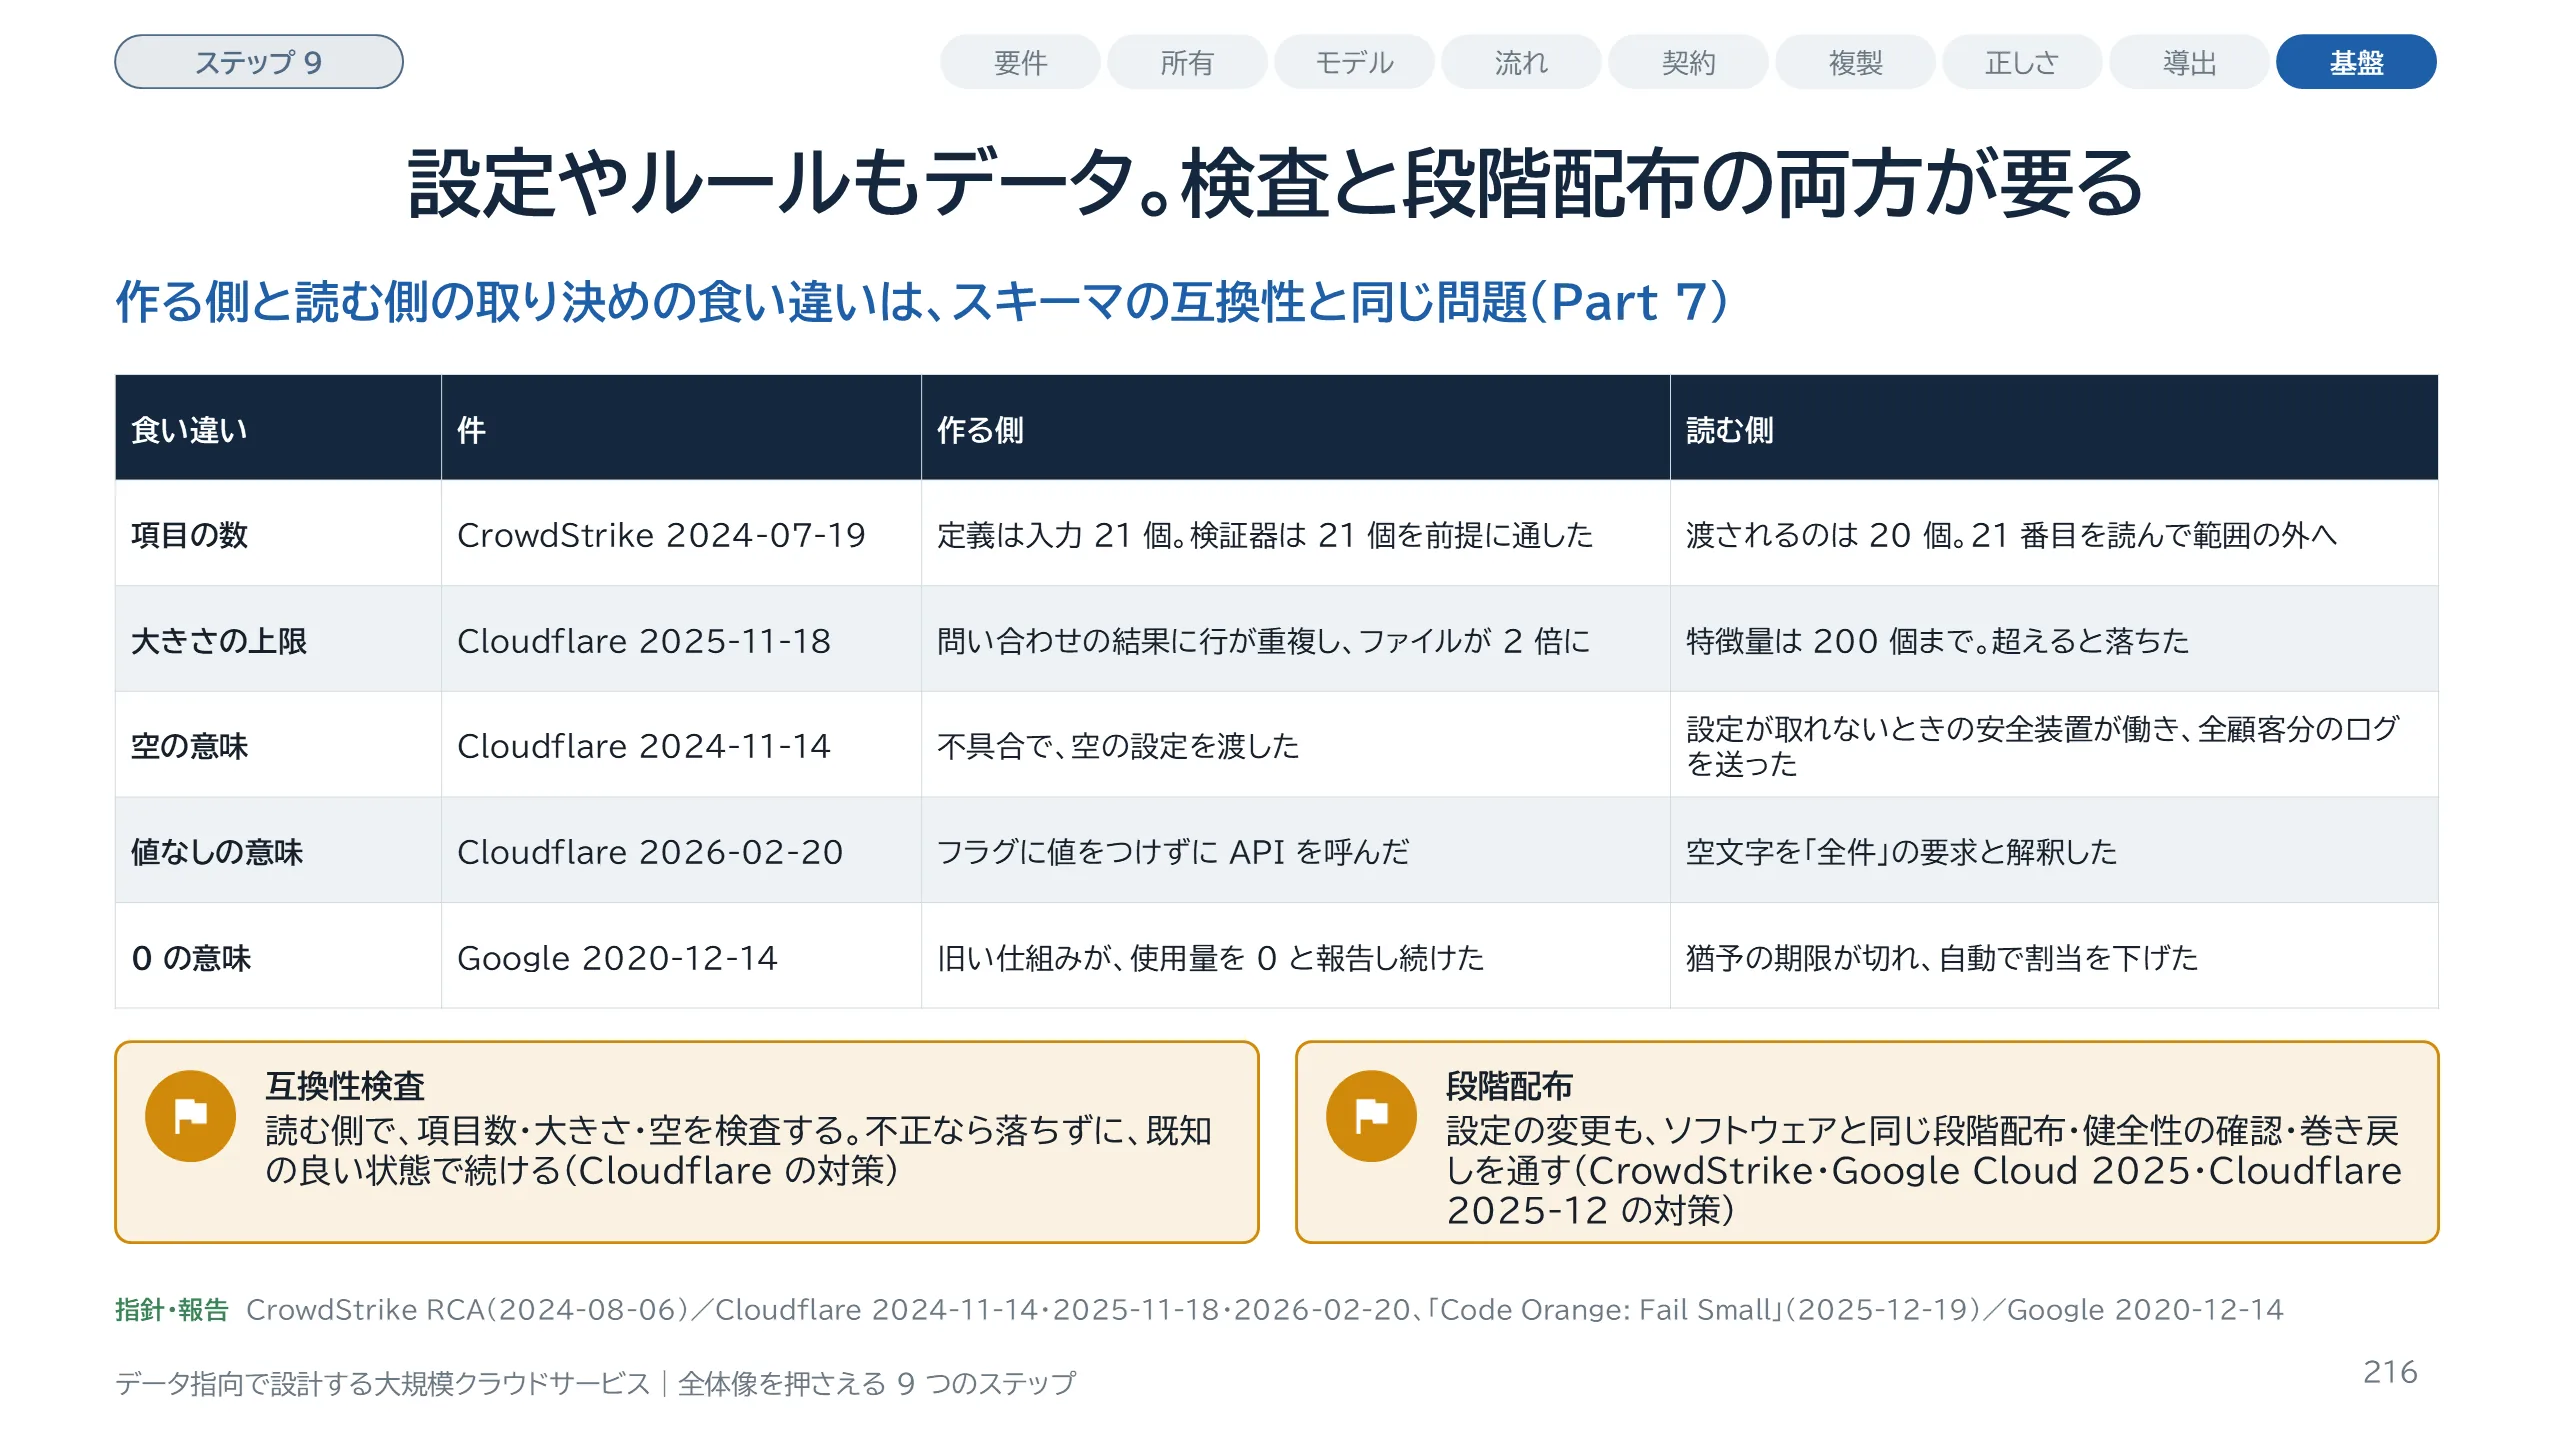 ステップ 9
要件
所有
モデル
流れ
契約
複製
正しさ
導出
基盤
設定やルールもデータ。検査と段階配布の両方が要る
作る側と読む側の取り決めの食い違いは、スキーマの互換性と同じ問題（Part 7）
食い違い 件 作る側 読む側
項目の数 CrowdStrike 2024-07-19 定義は入力 21 個。検証器は 21 個を前提に通した 渡されるのは 20 個。21 番目を読んで範囲の外へ
大きさの上限 Cloudflare 2025-11-18 問い合わせの結果に行が重複し、ファイルが 2 倍に 特徴量は 200 個まで。超えると落ちた
空の意味 Cloudflare 2024-11-14 不具合で、空の設定を渡した 設定が取れないときの安全装置が働き、全顧客分のログ
を送った
値なしの意味 Cloudflare 2026-02-20 フラグに値をつけずに API を呼んだ 空文字を「全件」の要求と解釈した
0 の意味 Google 2020-12-14 旧い仕組みが、使用量を 0 と報告し続けた 猶予の期限が切れ、自動で割当を下げた
互換性検査
読む側で、項目数・大きさ・空を検査する。不正なら落ちずに、既知
の良い状態で続ける（Cloudflare の対策）
段階配布
設定の変更も、ソフトウェアと同じ段階配布・健全性の確認・巻き戻
しを通す（CrowdStrike・Google Cloud 2025・Cloudflare
2025-12 の対策）
指針・報告 CrowdStrike RCA（2024-08-06）／Cloudflare 2024-11-14・2025-11-18・2026-02-20、「Code Orange: Fail Small」（2025-12-19）／Google 2020-12-14
データ指向で設計する大規模クラウドサービス｜全体像を押さえる 9 つのステップ
216